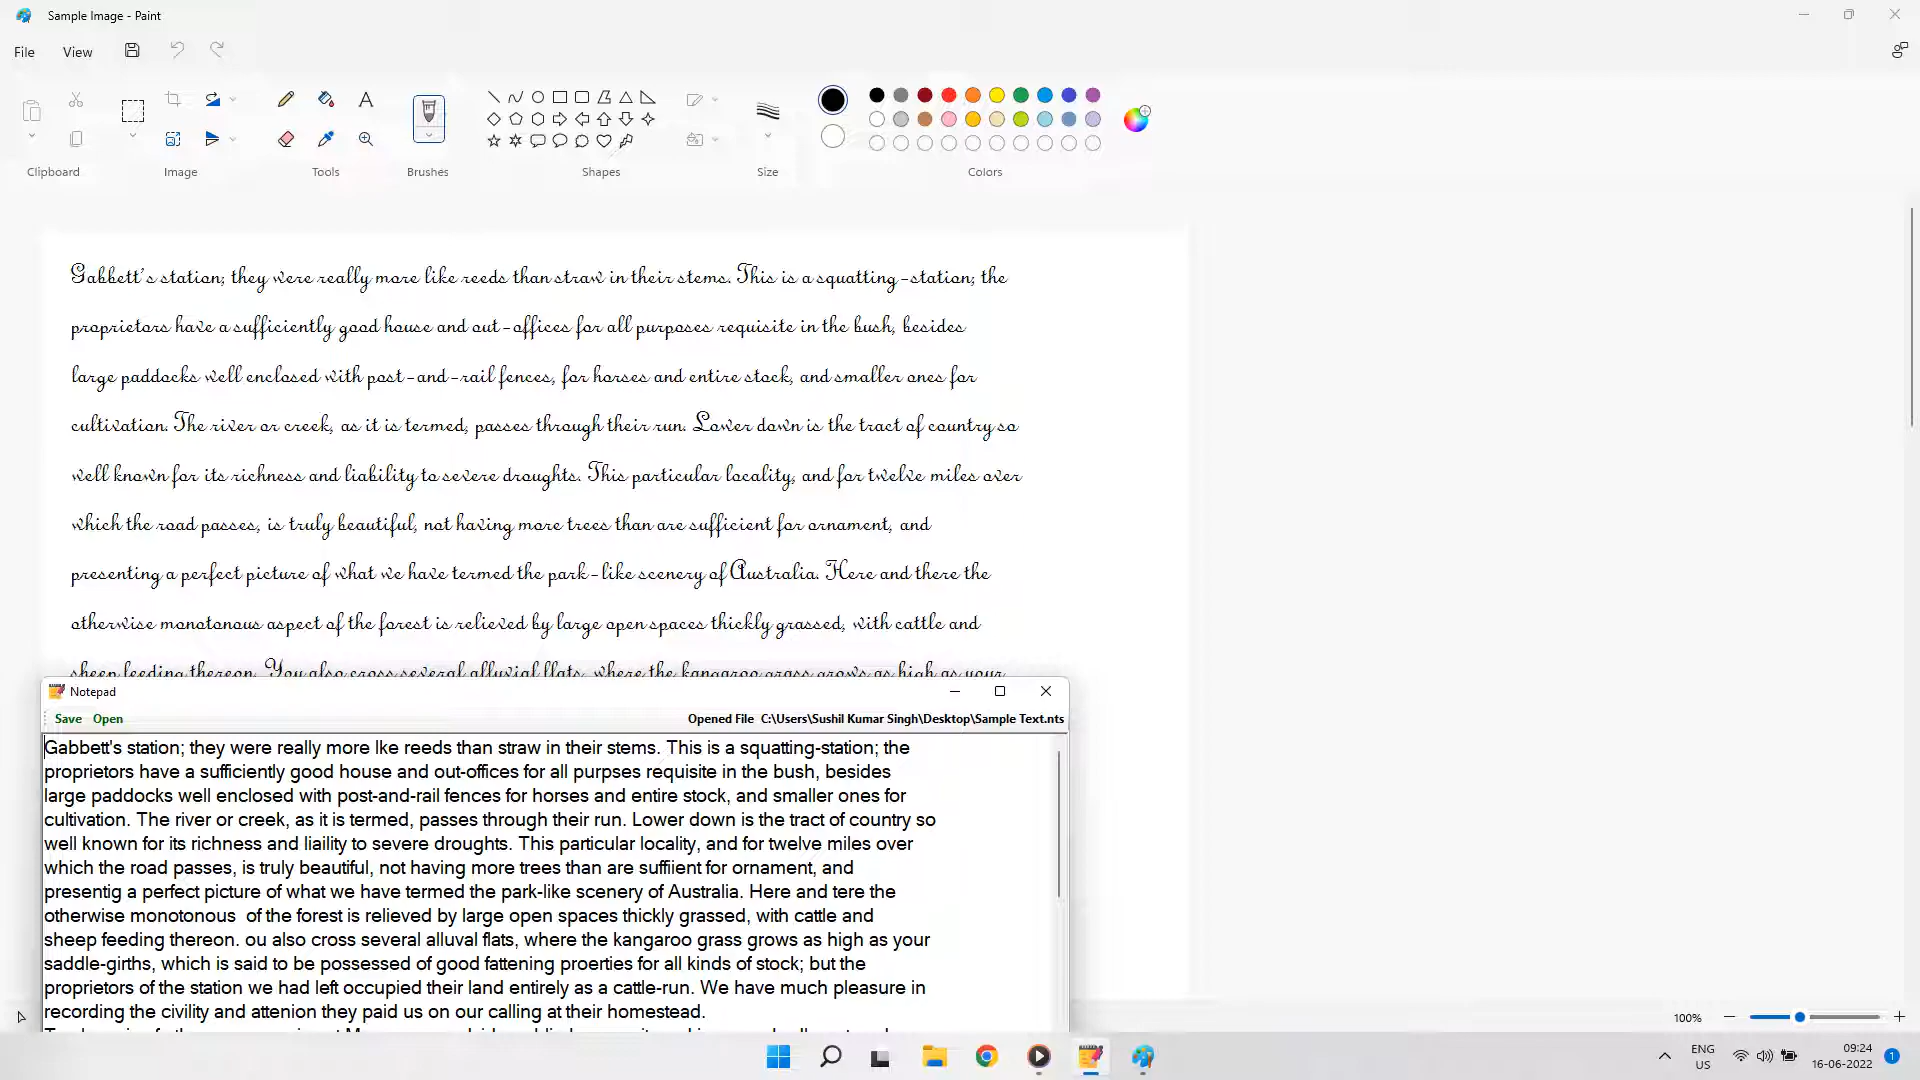 Sample Image - Paint
File View
Clipboard Image Tools Brushes Shapes Size Colors
Gabbett's station; they were really more like reeds than straw in their stems. This is a squatting-station; the
proprietors have a sufficiently good house and out-offices for all purposes requisite in the bush, besides
large paddocks well enclosed with post-and-rail fences, for horses and entire stock, and smaller ones for
cultivation. The river or creek, as it is termed, passes through their run. Lower down is the tract of country so
well known for its richness and liability to severe droughts. This particular locality, and for twelve miles over
which the road passes, is truly beautiful, not having more trees than are sufficient for ornament, and
presenting a perfect picture of what we have termed the park-like scenery of Australia. Here and there the
otherwise monotonous aspect of the forest is relieved by large open spaces thickly grassed, with cattle and
sheep feeding thereon. You also cross several alluvial flats, where the kangaroo grass grows as high as your
Notepad
Save Open Opened File C:\Users\Sushil Kumar Singh\Desktop\Sample Text.nts
Gabbett's station; they were really more lke reeds than straw in their stems. This is a squatting-station; the
proprietors have a sufficiently good house and out-offices for all purpses requisite in the bush, besides
large paddocks well enclosed with post-and-rail fences for horses and entire stock, and smaller ones for
cultivation. The river or creek, as it is termed, passes through their run. Lower down is the tract of country so
well known for its richness and liaility to severe droughts. This particular locality, and for twelve miles over
which the road passes, is truly beautiful, not having more trees than are suffiient for ornament, and
presentig a perfect picture of what we have termed the park-like scenery of Australia. Here and tere the
otherwise monotonous  of the forest is relieved by large open spaces thickly grassed, with cattle and
sheep feeding thereon. ou also cross several alluval flats, where the kangaroo grass grows as high as your
saddle-girths, which is said to be possessed of good fattening proerties for all kinds of stock; but the
proprietors of the station we had left occupied their land entirely as a cattle-run. We have much pleasure in
recording the civility and attenion they paid us on our calling at their homestead.
100%
ENG
US
09:24
16-06-2022
1